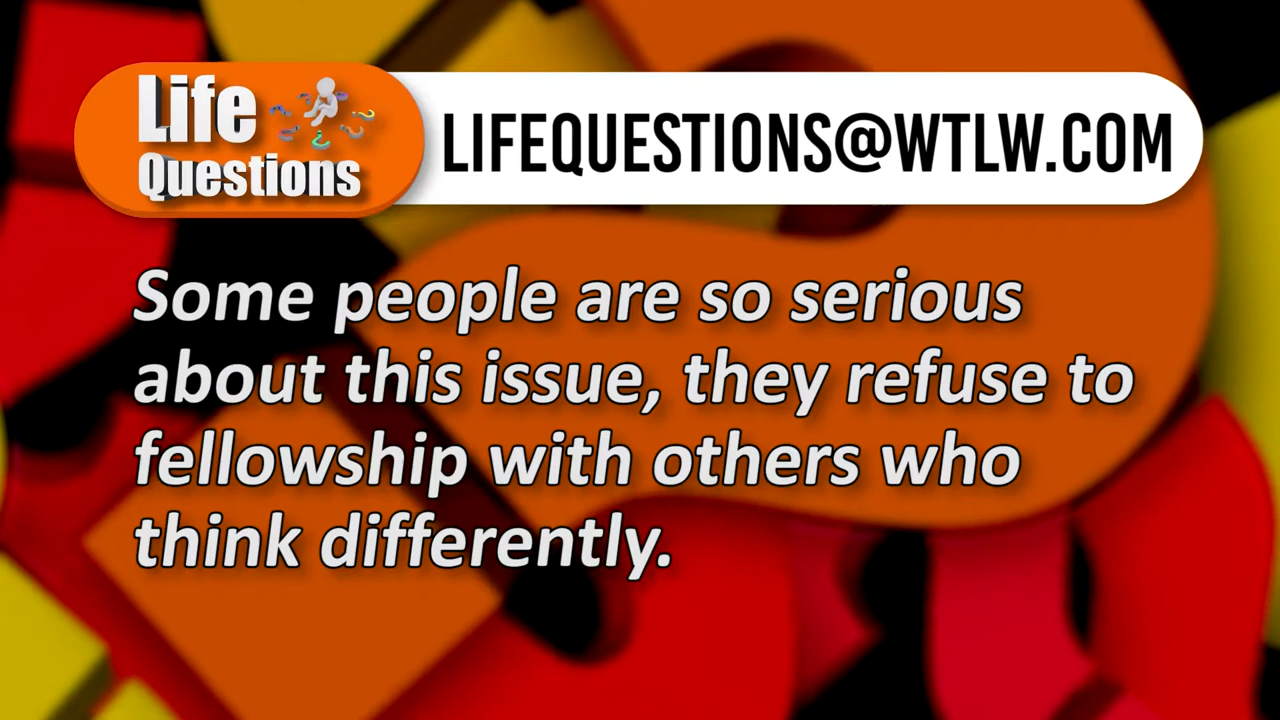 Life
Questions
LIFEQUESTIONS@WTLW.COM
Some people are so serious
about this issue, they refuse to
fellowship with others who
think differently.